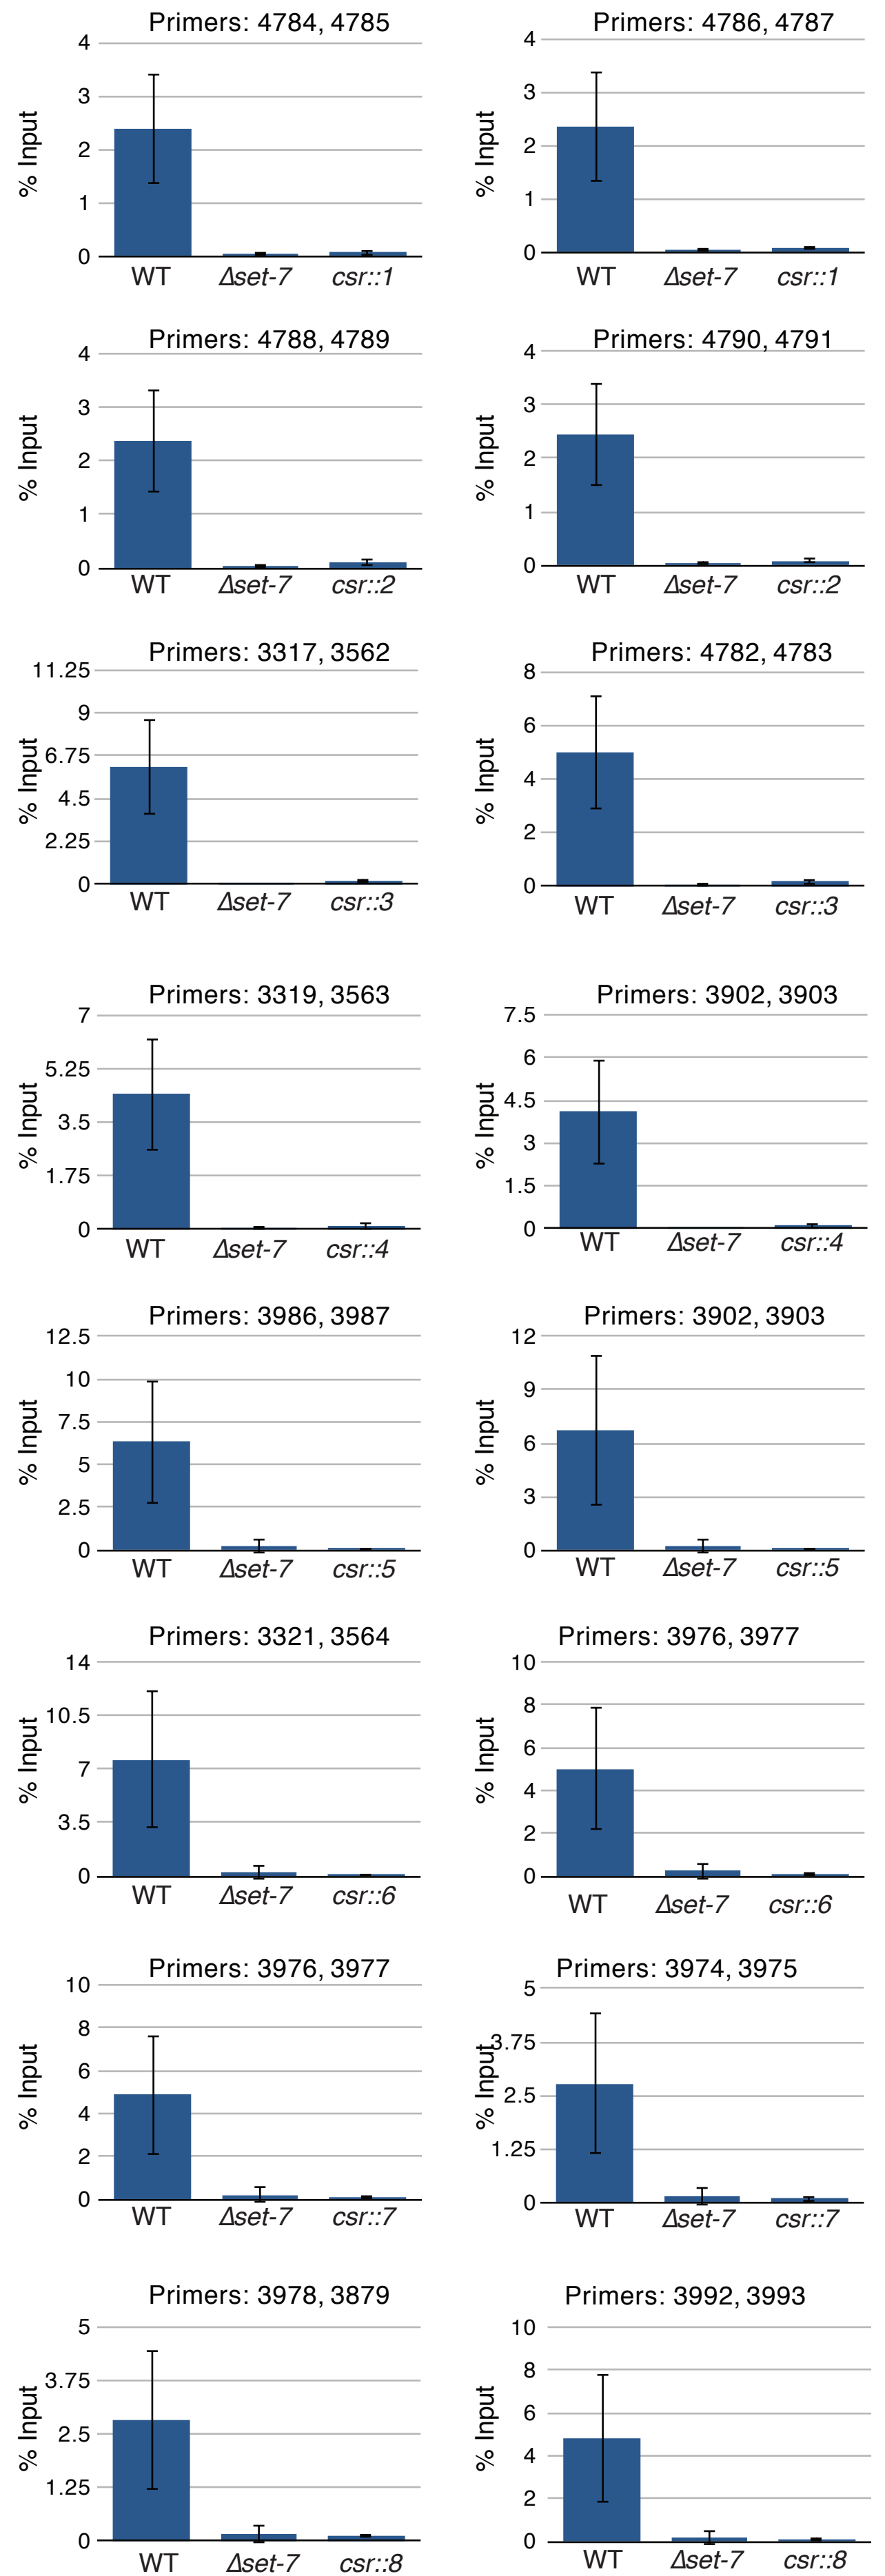 Primers: 4784, 4785
4
3
2
1
0
% Input
WT Δset-7 csr::1
Primers: 4786, 4787
4
3
2
1
0
% Input
WT Δset-7 csr::1
Primers: 4788, 4789
4
3
2
1
0
% Input
WT Δset-7 csr::2
Primers: 4790, 4791
4
3
2
1
0
% Input
WT Δset-7 csr::2
Primers: 3317, 3562
11.25
9
6.75
4.5
2.25
0
% Input
WT Δset-7 csr::3
Primers: 4782, 4783
8
6
4
2
0
% Input
WT Δset-7 csr::3
Primers: 3319, 3563
7
5.25
3.5
1.75
0
% Input
WT Δset-7 csr::4
Primers: 3902, 3903
7.5
6
4.5
3
1.5
0
% Input
WT Δset-7 csr::4
Primers: 3986, 3987
12.5
10
7.5
5
2.5
0
% Input
WT Δset-7 csr::5
Primers: 3902, 3903
12
9
6
3
0
% Input
WT Δset-7 csr::5
Primers: 3321, 3564
14
10.5
7
3.5
0
% Input
WT Δset-7 csr::6
Primers: 3976, 3977
10
8
6
4
2
0
% Input
WT Δset-7 csr::6
Primers: 3976, 3977
10
8
6
4
2
0
% Input
WT Δset-7 csr::7
Primers: 3974, 3975
5
3.75
2.5
1.25
0
% Input
WT Δset-7 csr::7
Primers: 3978, 3879
5
3.75
2.5
1.25
0
% Input
WT Δset-7 csr::8
Primers: 3992, 3993
10
8
6
4
2
0
% Input
WT Δset-7 csr::8